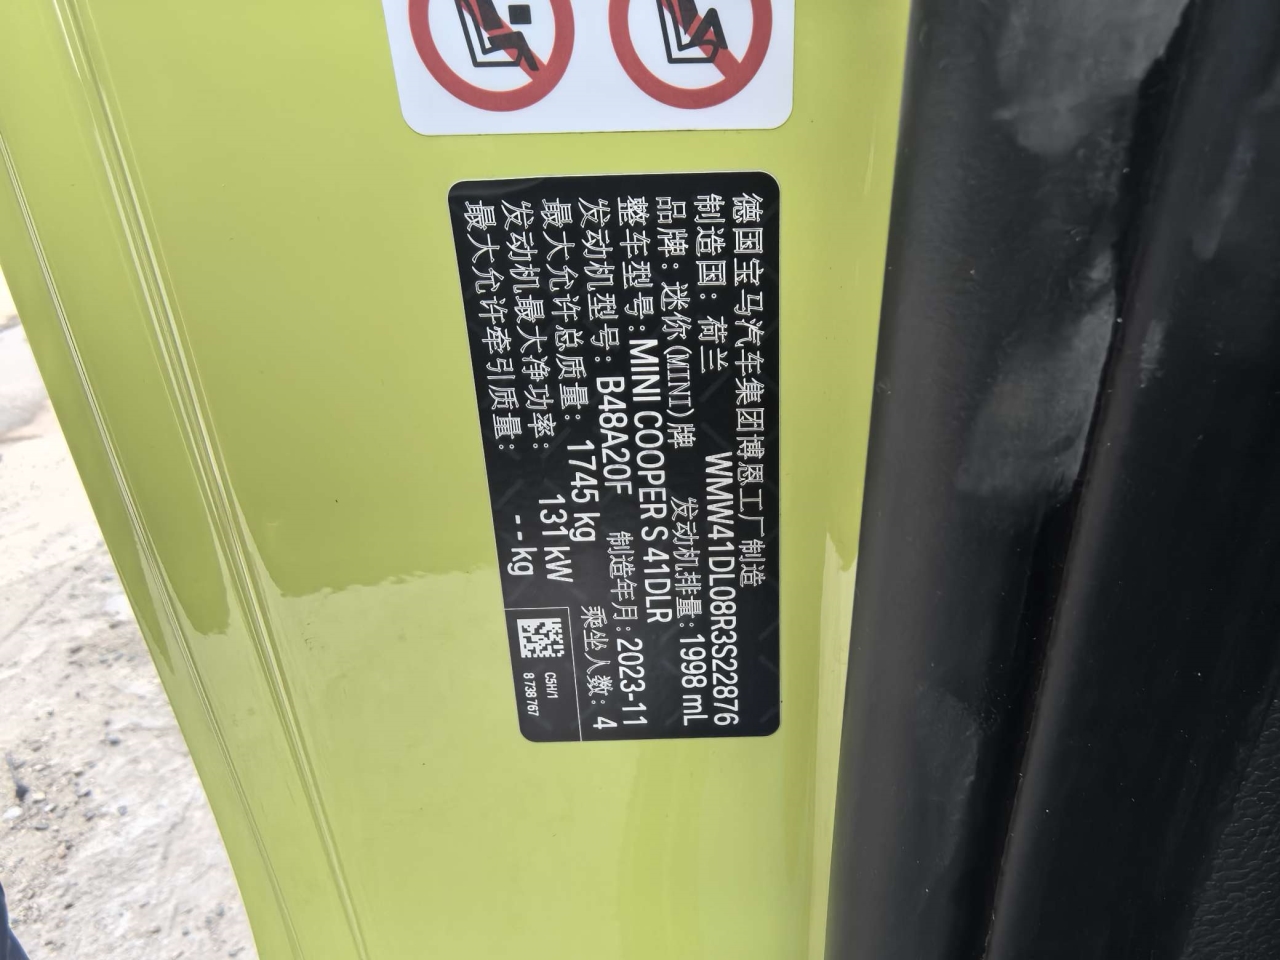 德国宝马汽车集团博恩工厂制造
制造国：荷兰 WMW41DL08R3S22876
品牌：迷你(MINI)牌 发动机排量：1998 mL
整车型号：MINI COOPER S 41DLR
发动机型号：B48A20F 制造年月：2023-11
最大允许总质量：1745 kg 乘坐人数：4
发动机最大净功率：131 kW
最大允许牵引质量：-- kg
C5H/1
8 738 767